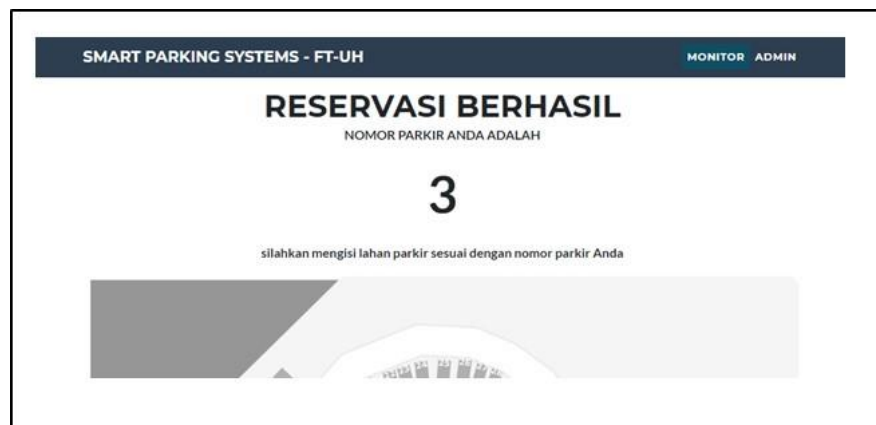 SMART PARKING SYSTEMS - FT-UH
MONITOR ADMIN
RESERVASI BERHASIL
NOMOR PARKIR ANDA ADALAH
3
silahkan mengisi lahan parkir sesuai dengan nomor parkir Anda